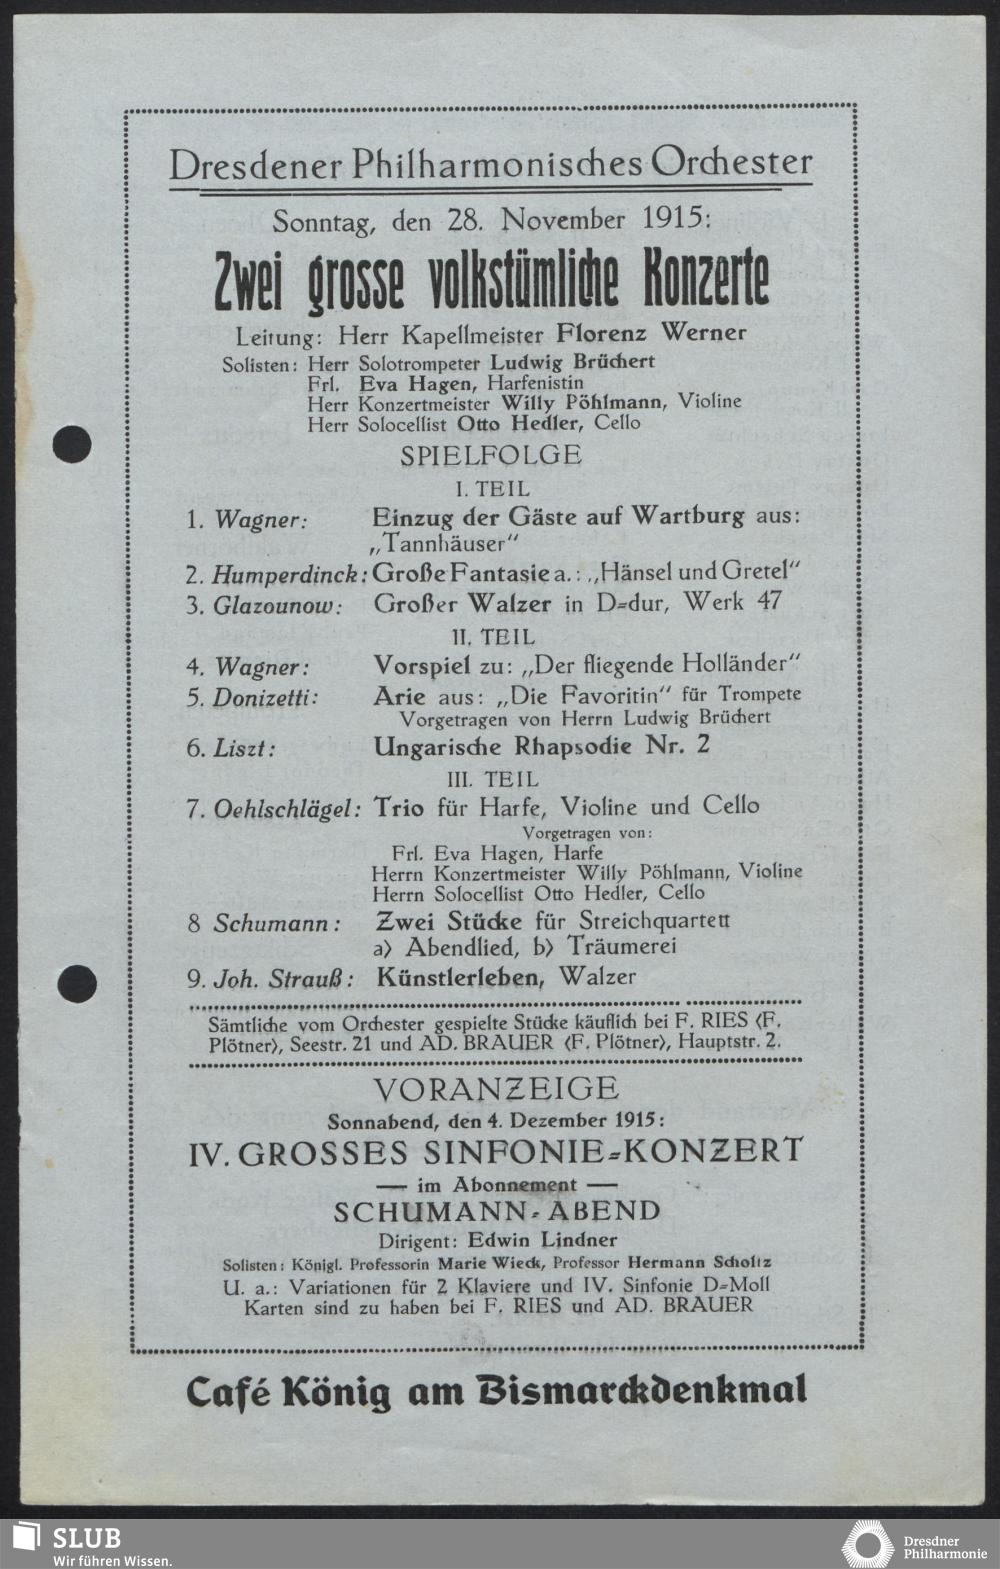 Dresdener Philharmonisches Orchester
Sonntag, den 28. November 1915:
Zwei grosse volkstümliche Konzerte
Leitung: Herr Kapellmeister Florenz Werner
Solisten: Herr Solotrompeter Ludwig Brüchert
Frl. Eva Hagen, Harfenistin
Herr Konzertmeister Willy Pöhlmann, Violine
Herr Solocellist Otto Hedler, Cello
SPIELFOLGE
I. TEIL
1. Wagner: Einzug der Gäste auf Wartburg aus:
„Tannhäuser"
2. Humperdinck: Große Fantasie a.: „Hänsel und Gretel"
3. Glazounow: Großer Walzer in D=dur, Werk 47
II. TEIL
4. Wagner: Vorspiel zu: „Der fliegende Holländer"
5. Donizetti: Arie aus: „Die Favoritin" für Trompete
Vorgetragen von Herrn Ludwig Brüchert
6. Liszt: Ungarische Rhapsodie Nr. 2
III. TEIL
7. Oehlschlägel: Trio für Harfe, Violine und Cello
Vorgetragen von:
Frl. Eva Hagen, Harfe
Herrn Konzertmeister Willy Pöhlmann, Violine
Herrn Solocellist Otto Hedler, Cello
8 Schumann: Zwei Stücke für Streichquartett
a) Abendlied, b) Träumerei
9. Joh. Strauß: Künstlerleben, Walzer
Sämtliche vom Orchester gespielte Stücke käuflich bei F. RIES (F.
Plötner), Seestr. 21 und AD. BRAUER (F. Plötner), Hauptstr. 2.
VORANZEIGE
Sonnabend, den 4. Dezember 1915:
IV. GROSSES SINFONIE=KONZERT
— im Abonnement —
SCHUMANN=ABEND
Dirigent: Edwin Lindner
Solisten: Königl. Professorin Marie Wieck, Professor Hermann Scholtz
U. a.: Variationen für 2 Klaviere und IV. Sinfonie D=Moll
Karten sind zu haben bei F. RIES und AD. BRAUER
Café König am Bismarckdenkmal
SLUB
Wir führen Wissen.
Dresdner
Philharmonie